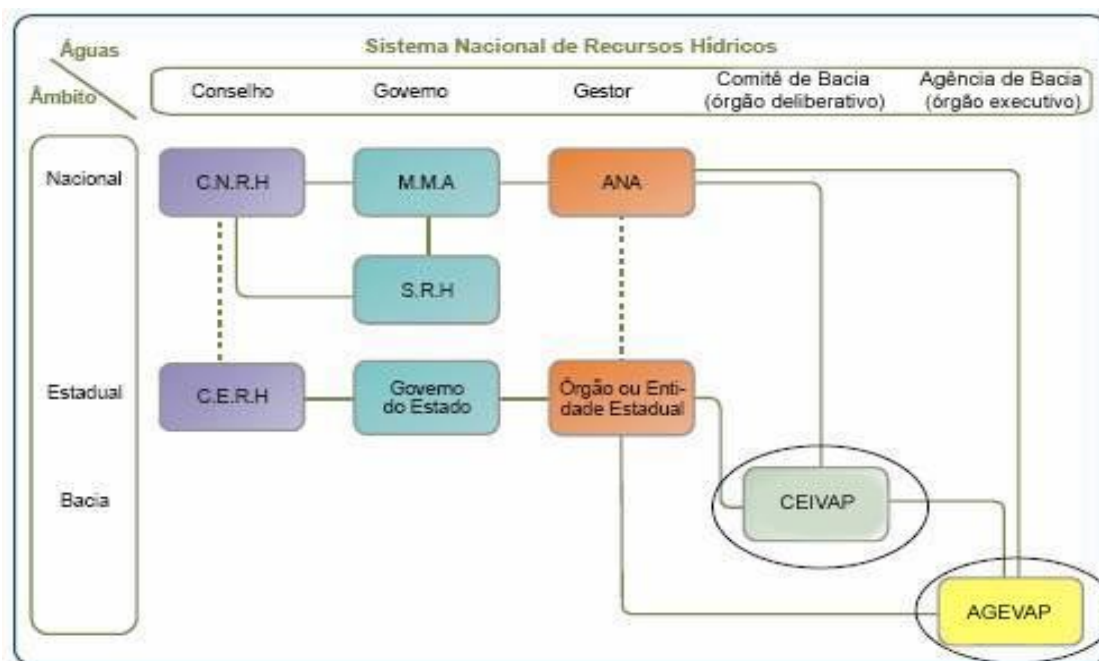 Águas
Âmbito
Sistema Nacional de Recursos Hídricos
Conselho
Governo
Gestor
Comitê de Bacia
(órgão deliberativo)
Agência de Bacia
(órgão executivo)
Nacional
C.N.R.H
M.M.A
ANA
S.R.H
Estadual
C.E.R.H
Governo
do Estado
Órgão ou Enti-
dade Estadual
Bacia
CEIVAP
AGEVAP